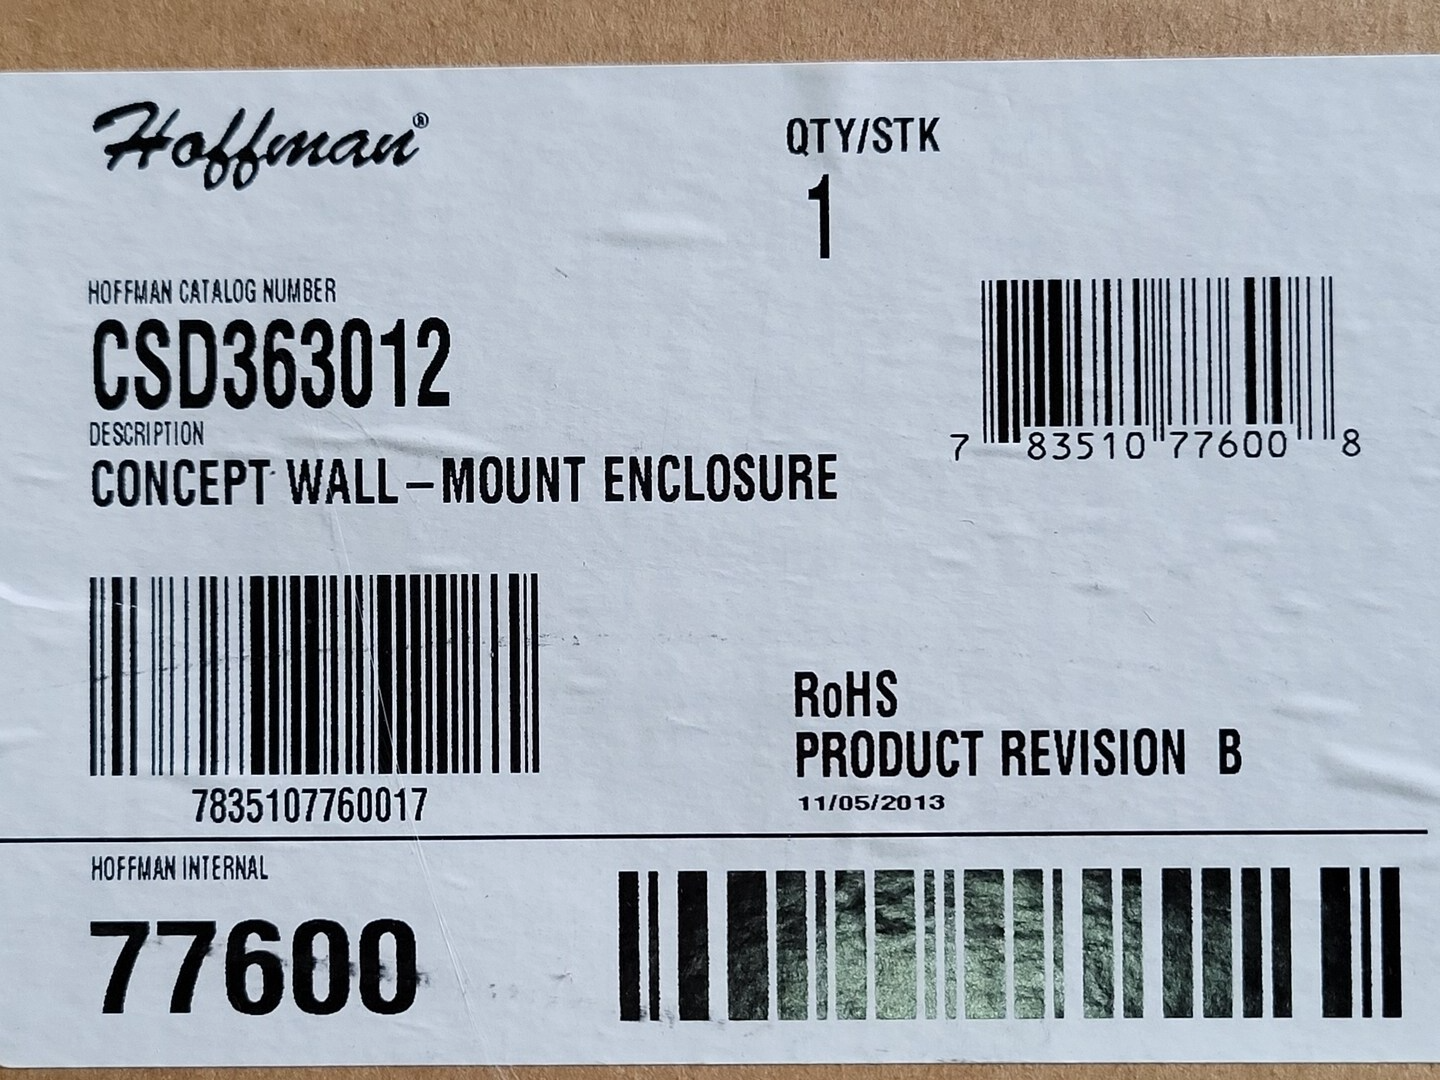 Hoffman®
QTY/STK
1
HOFFMAN CATALOG NUMBER
CSD363012
DESCRIPTION
CONCEPT WALL-MOUNT ENCLOSURE
7 83510 77600 8
7835107760017
RoHS
PRODUCT REVISION B
11/05/2013
HOFFMAN INTERNAL
77600